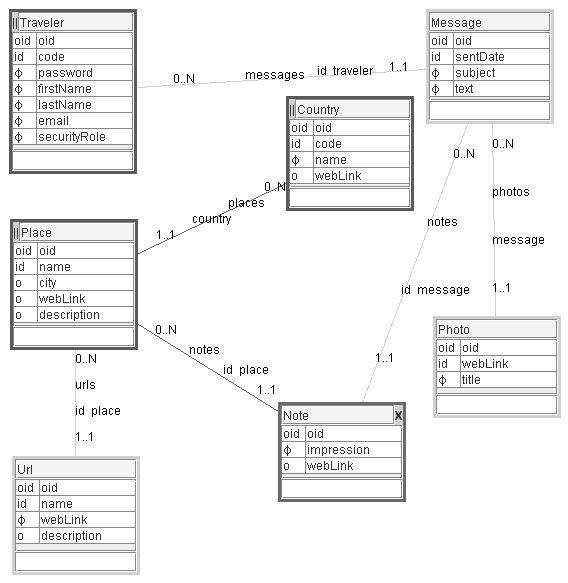 || Traveler
oid oid
id code
ϕ password
ϕ firstName
ϕ lastName
ϕ email
ϕ securityRole
Message
oid oid
id sentDate
ϕ subject
ϕ text
0..N messages id traveler 1..1
|| Country
oid oid
id code
ϕ name
o webLink
0..N
places
country
1..1
0..N
notes
id message
1..1
0..N
photos
message
1..1
|| Place
oid oid
id name
o city
o webLink
o description
0..N
notes
id place
1..1
0..N
urls
id place
1..1
Photo
oid oid
id webLink
ϕ title
Note X
oid oid
ϕ impression
o webLink
Url
oid oid
id name
ϕ webLink
o description